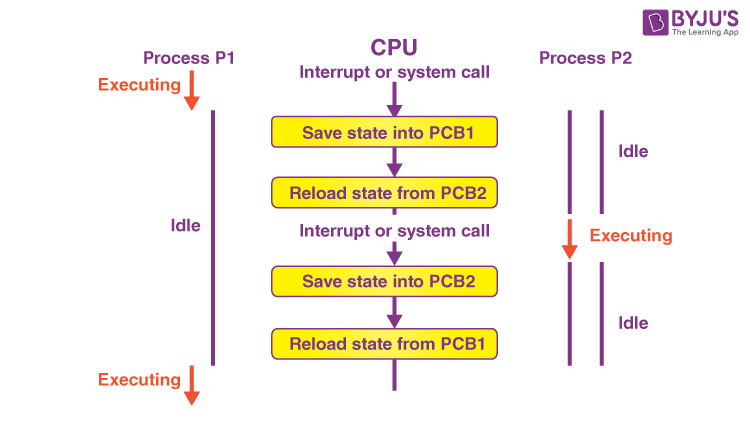 BYJU'S
The Learning App
CPU
Process P1
Process P2
Interrupt or system call
Executing
Save state into PCB1
Idle
Reload state from PCB2
Idle
Interrupt or system call
Executing
Save state into PCB2
Idle
Reload state from PCB1
Executing